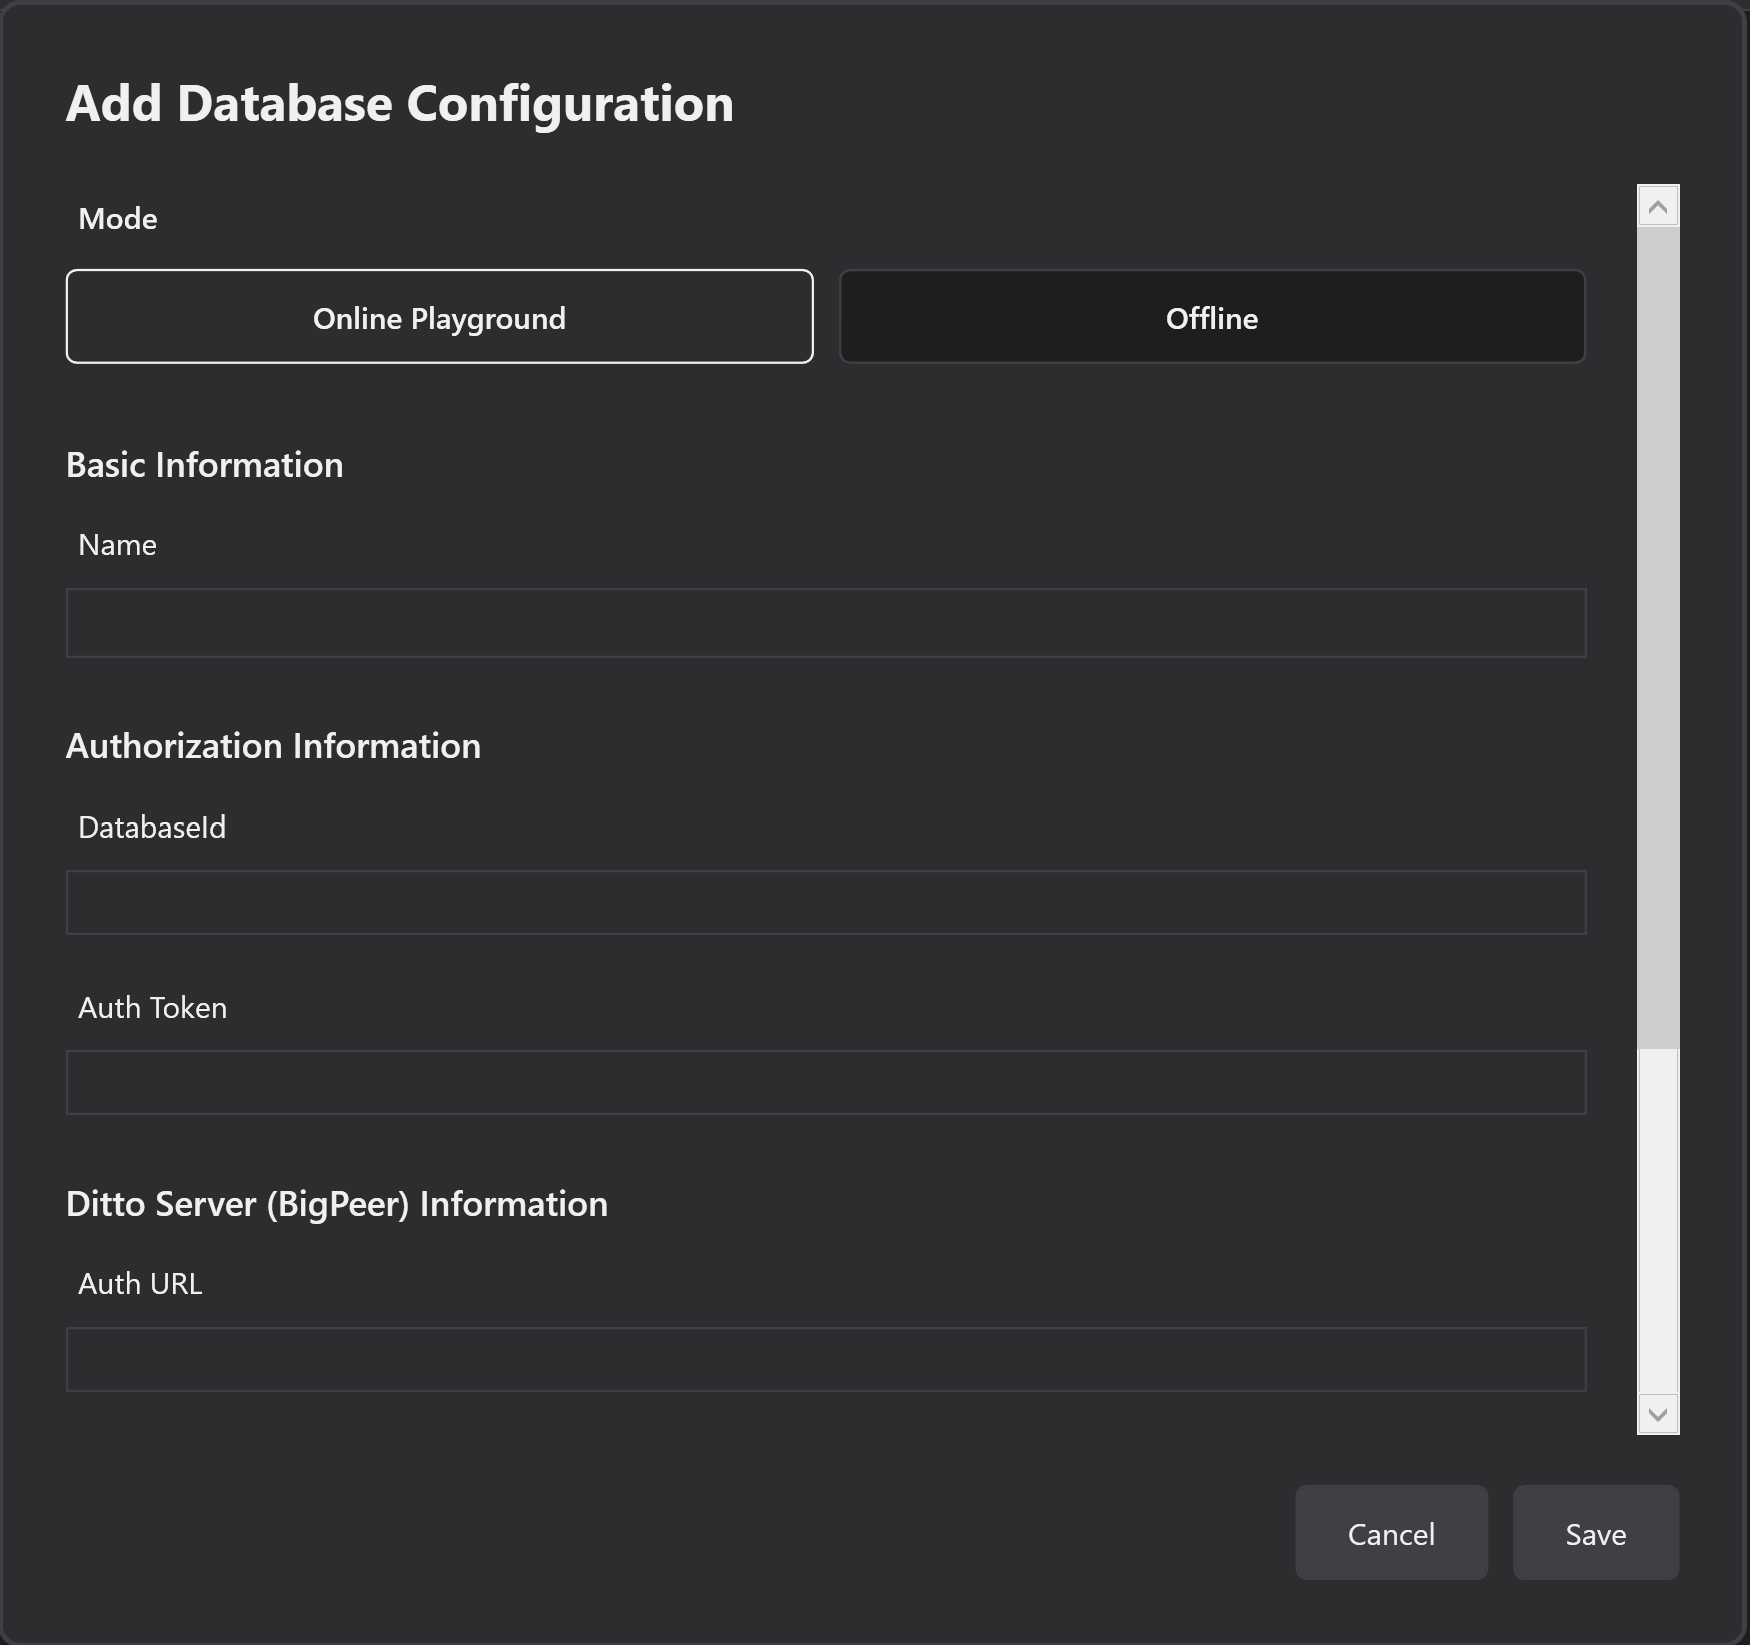 Add Database Configuration
Mode
Online Playground
Offline
Basic Information
Name
Authorization Information
DatabaseId
Auth Token
Ditto Server (BigPeer) Information
Auth URL
Cancel
Save